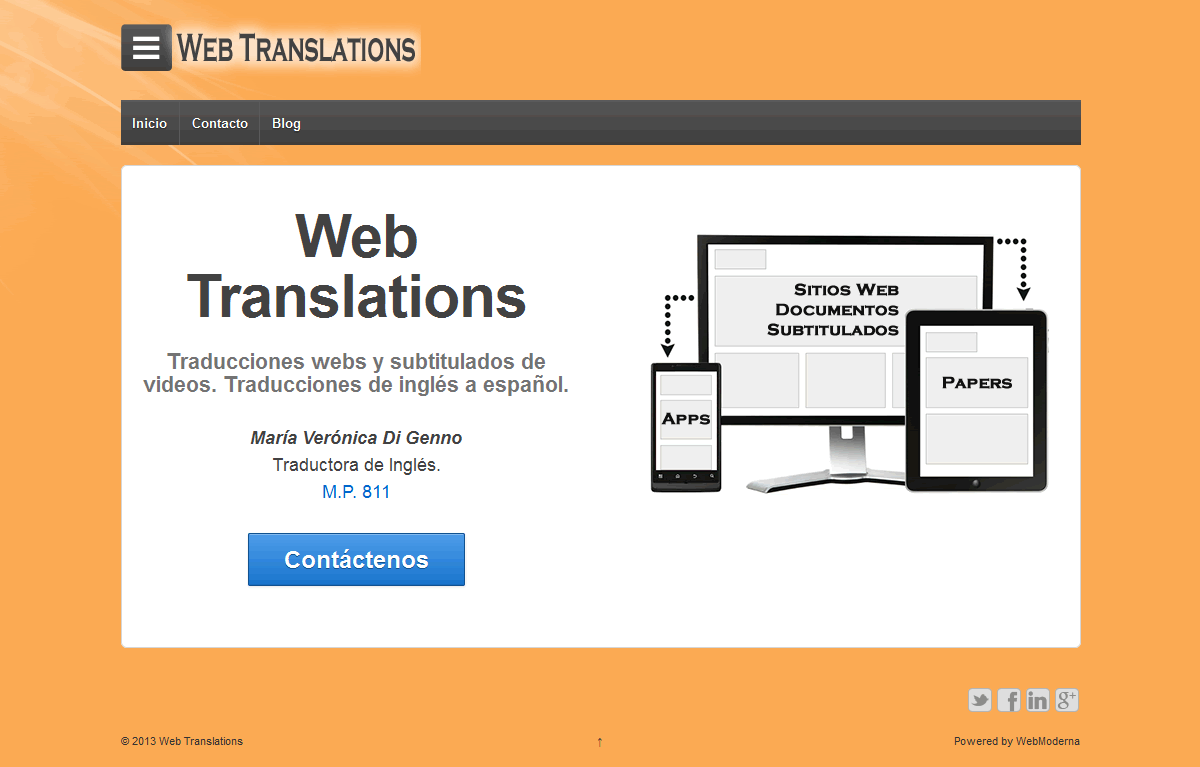 WEB TRANSLATIONS
Inicio Contacto Blog
Web
Translations
Traducciones webs y subtitulados de
videos. Traducciones de inglés a español.
María Verónica Di Genno
Traductora de Inglés.
M.P. 811
Contáctenos
SITIOS WEB
DOCUMENTOS
SUBTITULADOS
APPS
PAPERS
© 2013 Web Translations ↑ Powered by WebModerna